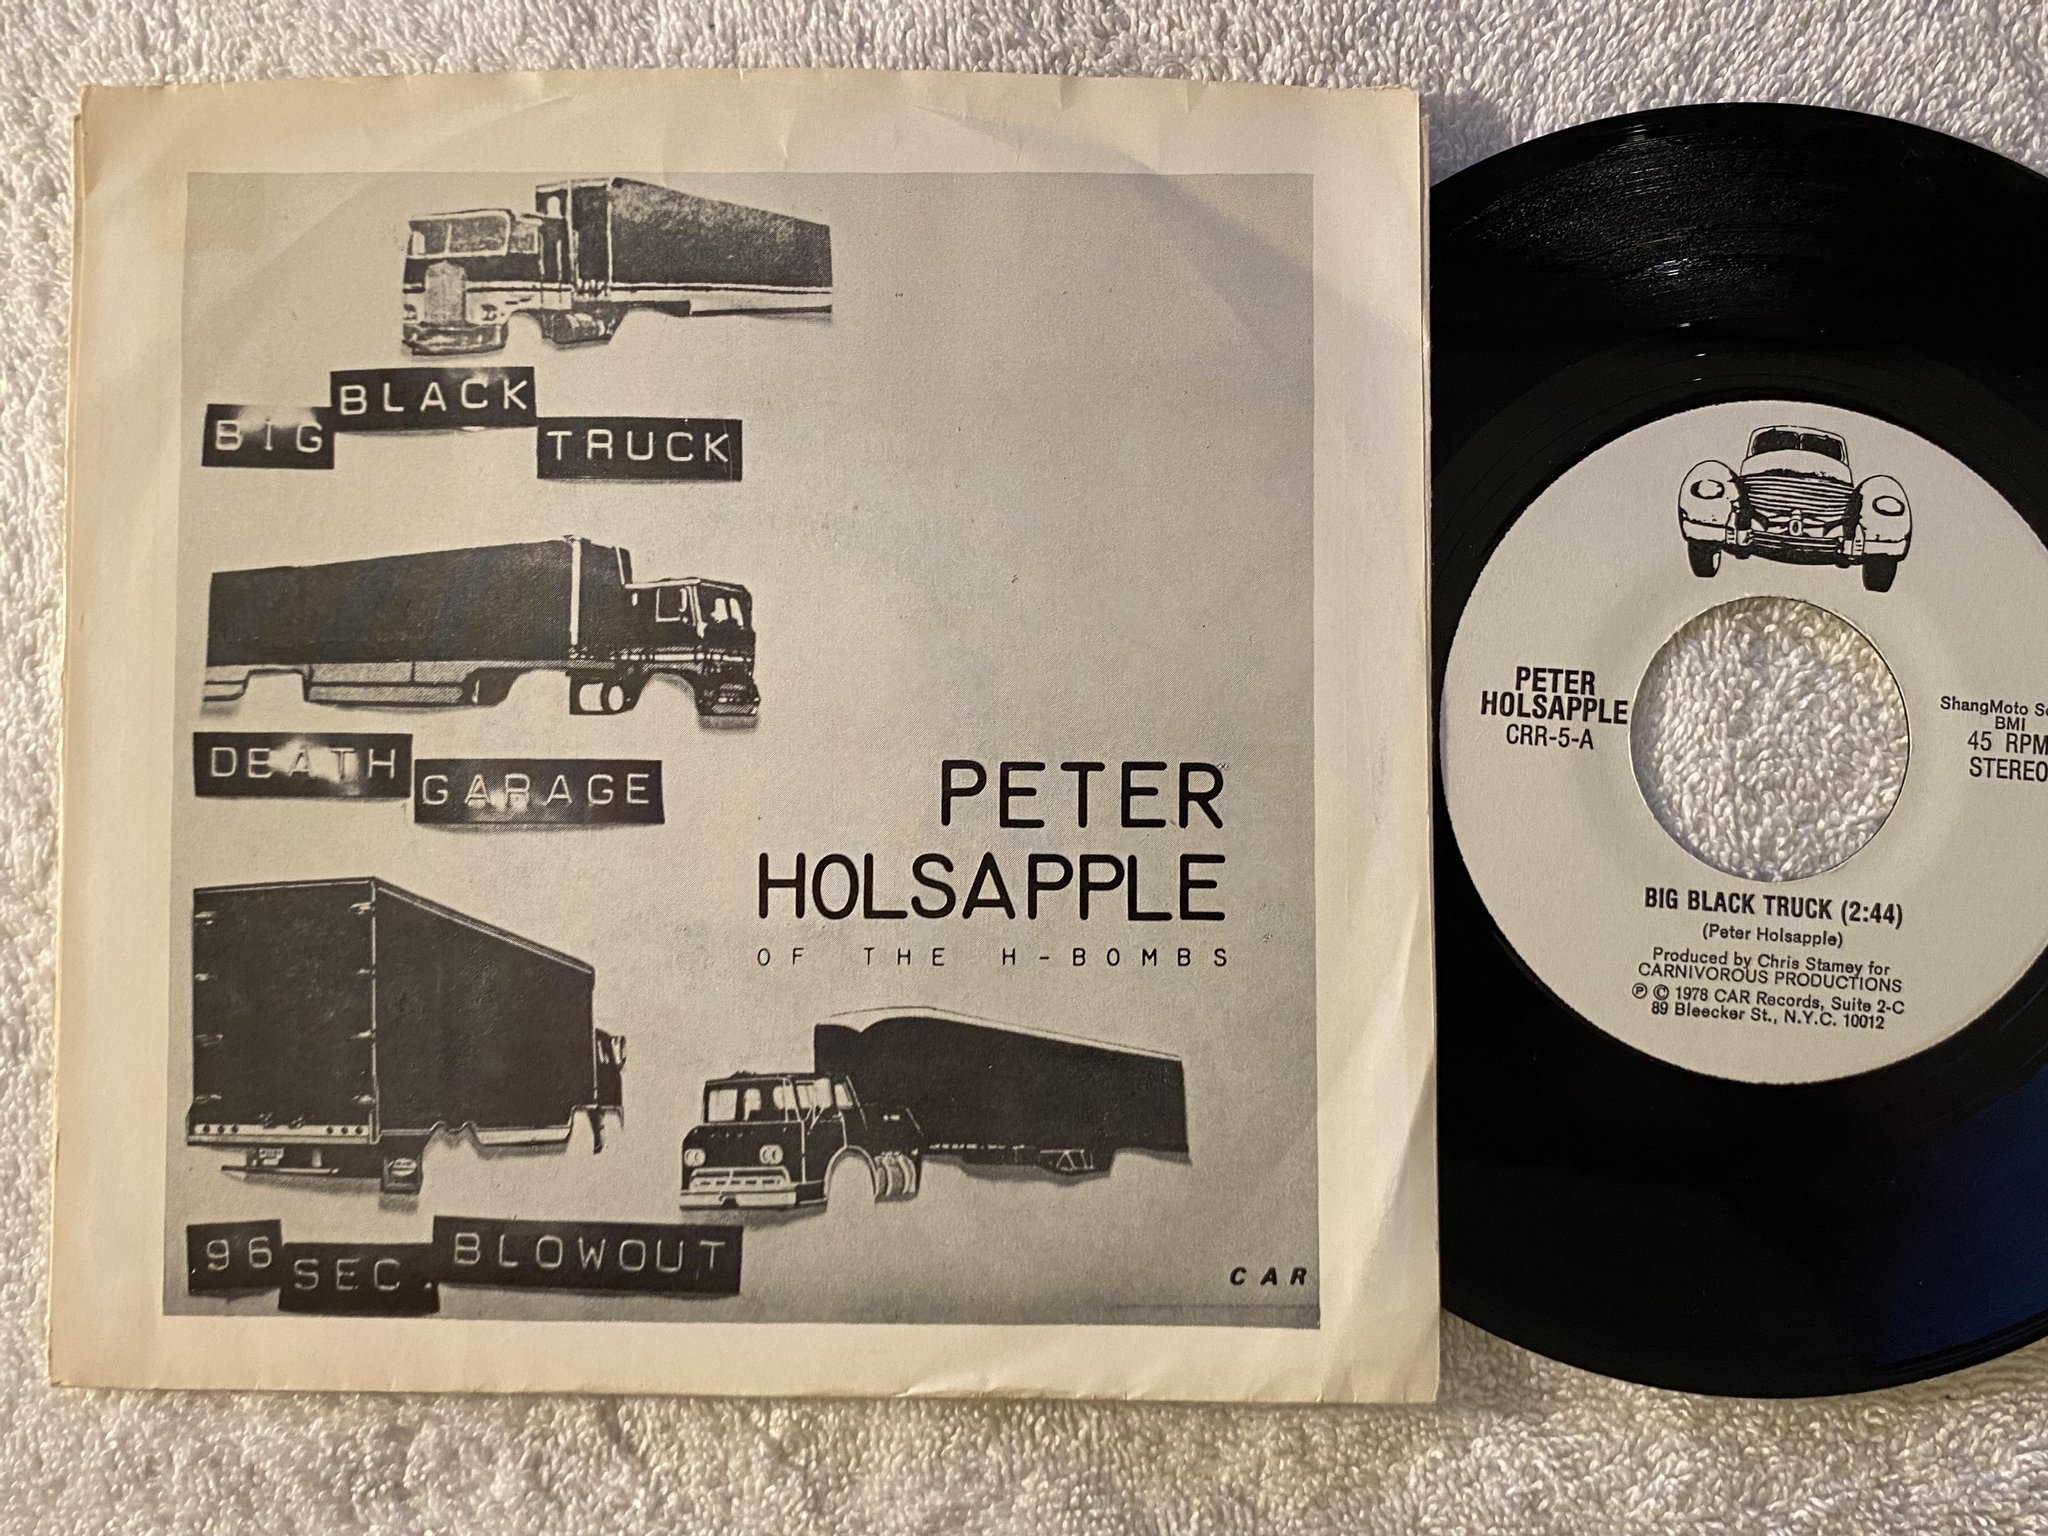 BIG BLACK TRUCK
DEATH GARAGE
PETER
HOLSAPPLE
OF THE H-BOMBS
.96 SEC. BLOWOUT
CAR
PETER
HOLSAPPLE
CRR-5-A
ShangMoto
BMI
45 RPM
STEREO
BIG BLACK TRUCK (2:44)
(Peter Holsapple)
Produced by Chris Stamey for
CARNIVOROUS PRODUCTIONS
℗ © 1978 CAR Records, Suite 2-C
89 Bleecker St., N.Y.C. 10012